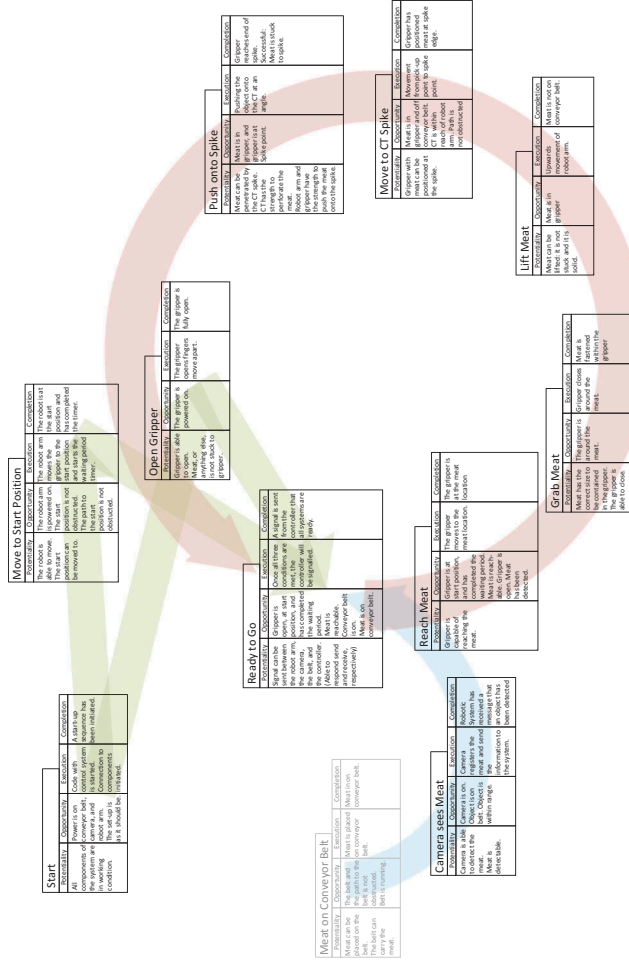 Start
Potentiality Opportunity Execution Completion
All
components of
the system are
in working
condition.
Power is on
conveyor belt,
camera, and
robot arm.
The set-up is
as it should be.
Code with
control system
is started.
Connection to
components
initiated.
A start-up
sequence has
been initiated.
Move to Start Position
Potentiality Opportunity Execution Completion
The robot is
able to move.
The start
position can
be moved to.
The robot arm
is powered on.
The start
position is not
obstructed.
The path to
the start
position is not
obstructed.
The robot arm
moves the
gripper to the
start position
and starts the
waiting period
timer.
The robot is at
the start
position and
has completed
the timer.
Open Gripper
Potentiality Opportunity Execution Completion
Gripper is able
to open.
Meat, or
anything else,
is not stuck to
gripper.
The gripper is
powered on.
The gripper
opens fingers
move apart.
The gripper is
fully open.
Push onto Spike
Potentiality Opportunity Execution Completion
Meat can be
penetrated by
the CT spike.
CT has the
strength to
perforate the
meat.
Robot arm and
gripper have
the strength to
push the meat
onto the spike.
Meat is in
gripper, and
gripper is at
Spike point.
Pushing the
object onto
the CT at an
angle.
Gripper
reaches end of
spike.
Successful:
Meat is stuck
to spike.
Ready to Go
Potentiality Opportunity Execution Completion
Signal can be
sent between
the robot arm,
the camera,
the belt, and
the controller.
(Able to
respond send
and receive,
respectively)
Gripper is
open, at start
position, and
has completed
the waiting
period.
Meat is
reachable.
Conveyor belt
is on.
Meat is on
conveyor belt.
Once all three
conditions are
met, the
controller will
be signalled.
A signal is sent
from the
controller that
all systems are
ready.
Meat on Conveyor Belt
Potentiality Opportunity Execution Completion
Meat can be
placed on the
belt.
The belt can
carry the
meat.
The belt and
the path to the
belt is not
obstructed.
Belt is running.
Meat is placed
on conveyor
belt.
Meat in on
conveyor belt.
Camera sees Meat
Potentiality Opportunity Execution Completion
Camera is able
to detect the
meat.
Meat is
detectable.
Camera is on.
Object is on
belt. Object is
within range.
Camera
registers the
meat and send
the
information to
the system.
Robotic
System has
received a
message that
an object has
been detected
Reach Meat
Potentiality Opportunity Execution Completion
Gripper is
capable of
reaching the
meat.
Gripper is at
start position,
and has
completed the
waiting period.
Meat is reach-
able. Gripper is
open. Meat
has been
detected.
The gripper
moves to the
meat location.
The gripper is
at the meat
location
Move to CT Spike
Potentiality Opportunity Execution Completion
Gripper with
meat can be
positioned at
the spike.
Meat is in
gripper and off
conveyor belt.
CT is within
reach of robot
arm. Path is
not obstructed
Movement
from pick-up
point to spike
point.
Gripper has
positioned
meat at spike
edge.
Grab Meat
Potentiality Opportunity Execution Completion
Meat has the
correct size to
be contained
in the gripper.
The gripper is
able to close.
The gripper is
around the
meat.
Gripper closes
around the
meat.
Meat is
fastened
within the
gripper
Lift Meat
Potentiality Opportunity Execution Completion
Meat can be
lifted: it is not
stuck and it is
solid.
Meat is in
gripper
Upwards
movement of
robot arm.
Meat is not on
conveyor belt.